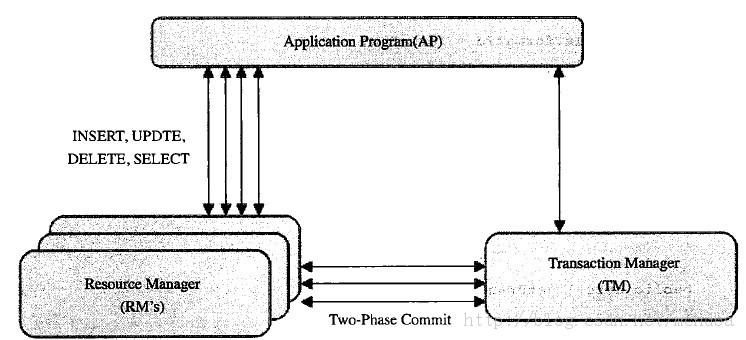 Application Program(AP)
INSERT, UPDTE,
DELETE, SELECT
Resource Manager
(RM's)
Transaction Manager
(TM)
Two-Phase Commit
http://blog.csdn.net/